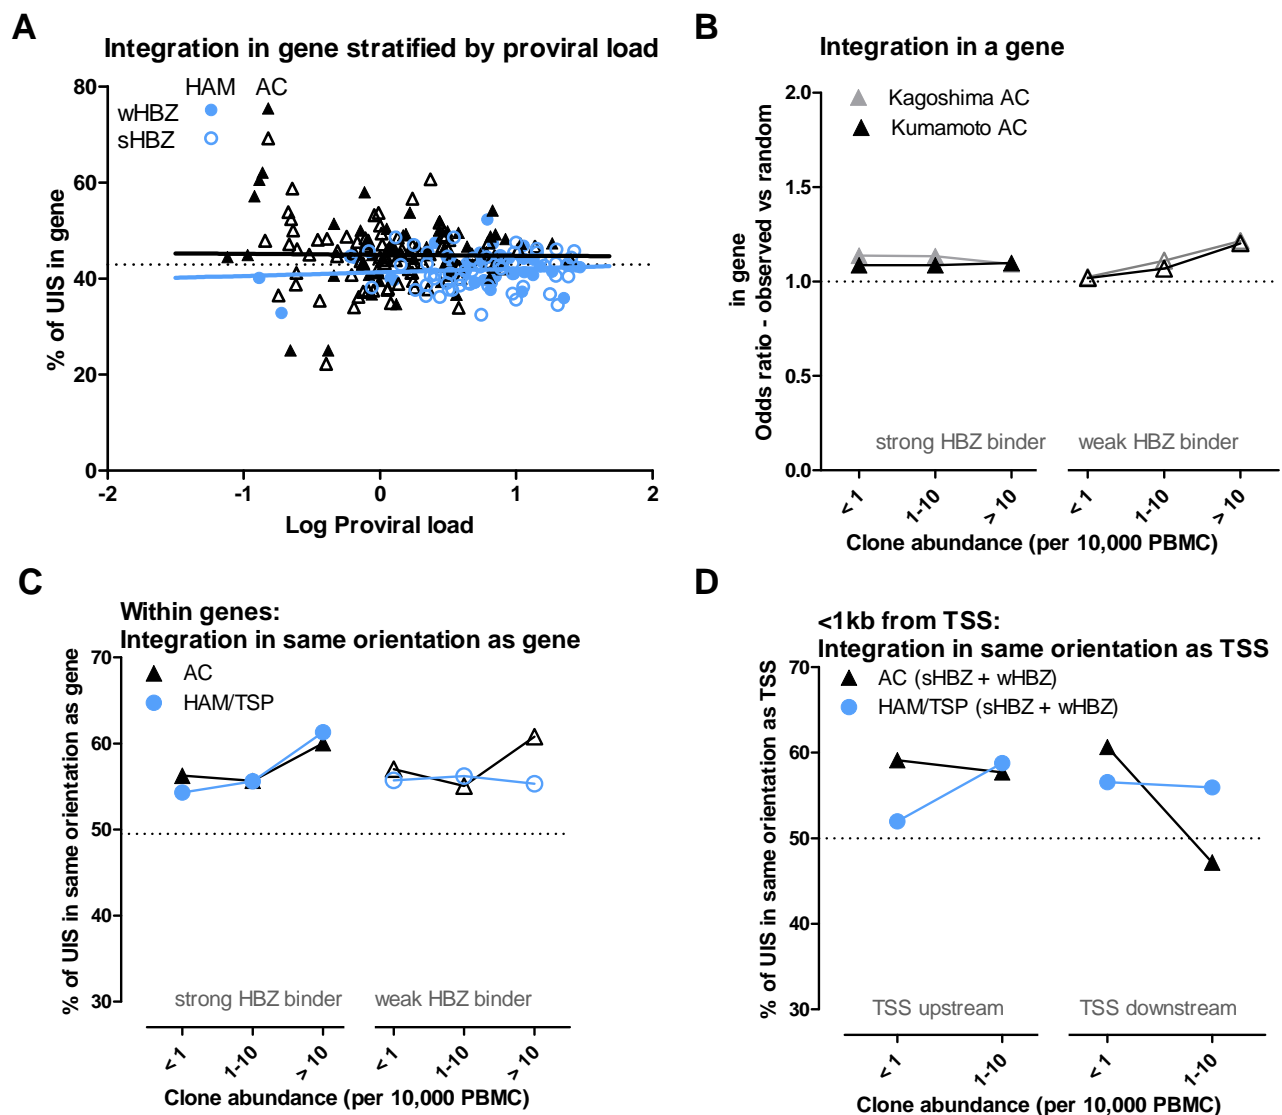 A
Integration in gene stratified by proviral load
HAM AC
wHBZ
sHBZ
% of UIS in gene
80
60
40
20
0
-2 -1 0 1 2
Log Proviral load
B
Integration in a gene
Kagoshima AC
Kumamoto AC
Odds ratio - observed vs random
in gene
2.0
1.5
1.0
0.5
0.0
strong HBZ binder weak HBZ binder
< 1 1-10 > 10 < 1 1-10 > 10
Clone abundance (per 10,000 PBMC)
C
Within genes:
Integration in same orientation as gene
AC
HAM/TSP
% of UIS in same orientation as gene
70
60
50
40
30
strong HBZ binder weak HBZ binder
< 1 1-10 > 10 < 1 1-10 > 10
Clone abundance (per 10,000 PBMC)
D
<1kb from TSS:
Integration in same orientation as TSS
AC (sHBZ + wHBZ)
HAM/TSP (sHBZ + wHBZ)
% of UIS in same orientation as TSS
70
60
50
40
30
TSS upstream TSS downstream
< 1 1-10 < 1 1-10
Clone abundance (per 10,000 PBMC)